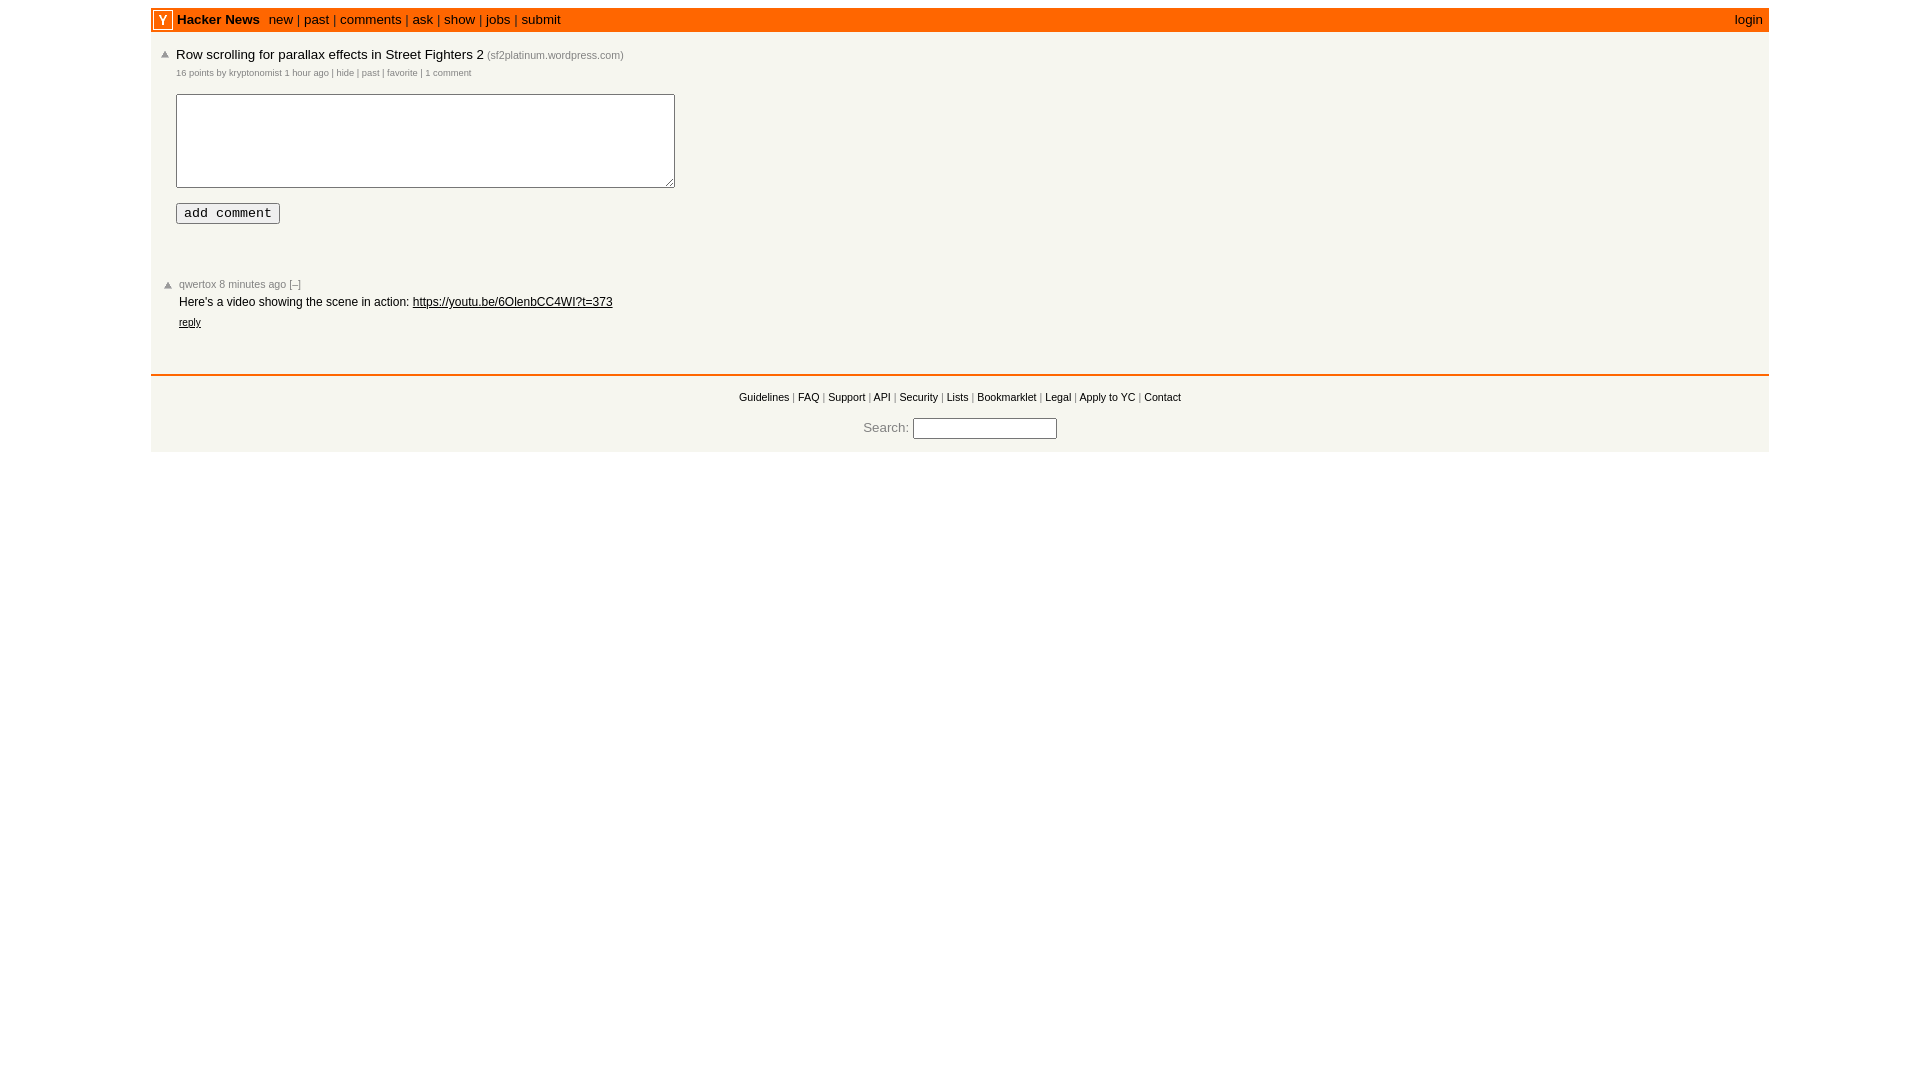 Y Hacker News new | past | comments | ask | show | jobs | submit login
Row scrolling for parallax effects in Street Fighters 2 (sf2platinum.wordpress.com)
16 points by kryptonomist 1 hour ago | hide | past | favorite | 1 comment
add comment
qwertox 8 minutes ago [–]
Here's a video showing the scene in action: https://youtu.be/6OlenbCC4WI?t=373
reply
Guidelines | FAQ | Support | API | Security | Lists | Bookmarklet | Legal | Apply to YC | Contact
Search: